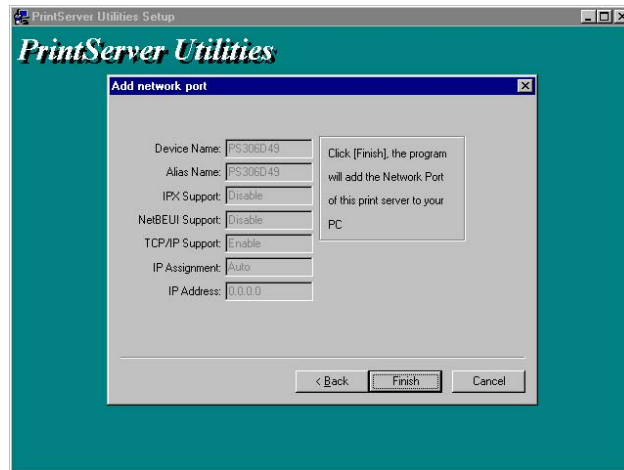 PrintServer Utilities Setup
PrintServer Utilities
Add network port
Device Name: PS306D49
Alias Name: PS306D49
IPX Support: Disable
NetBEUI Support: Disable
TCP/IP Support: Enable
IP Assignment: Auto
IP Address: 0.0.0.0
Click [Finish], the program
will add the Network Port
of this print server to your
PC
< Back
Finish
Cancel